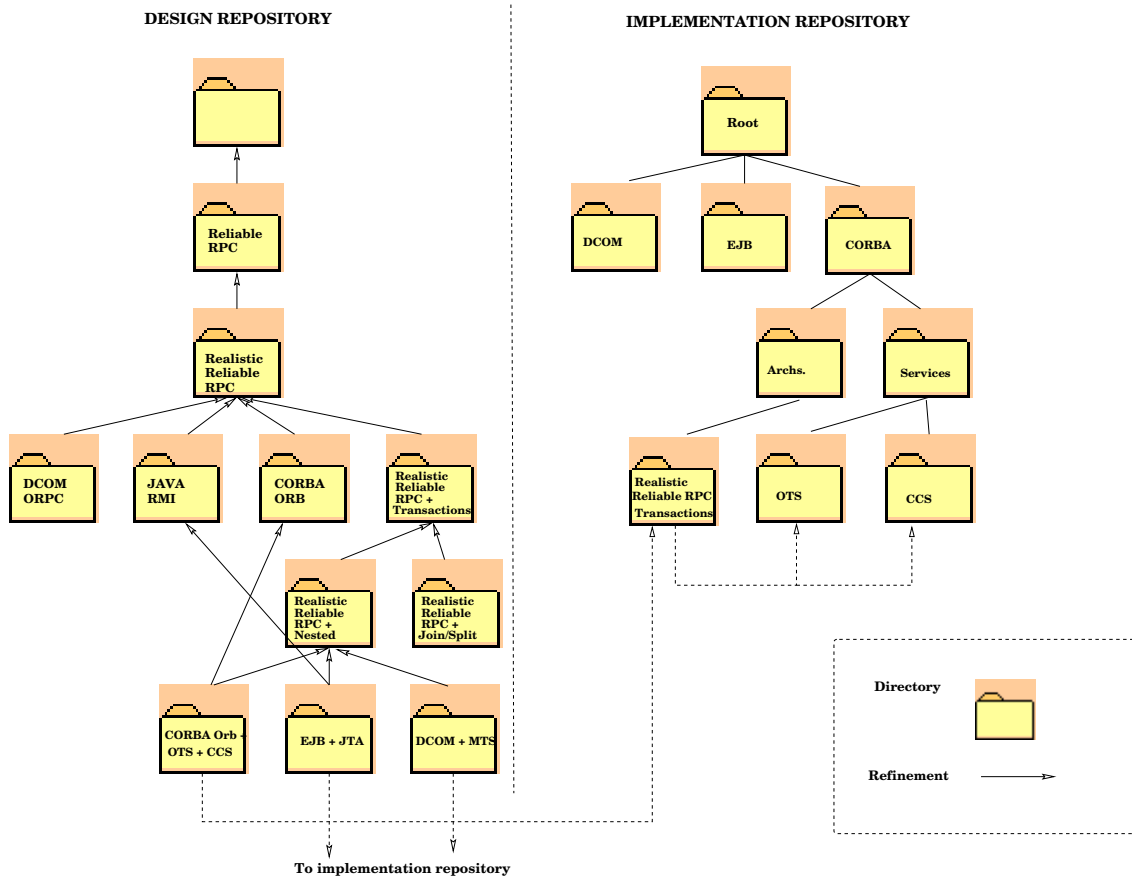 DESIGN REPOSITORY
IMPLEMENTATION REPOSITORY
Root
Reliable
RPC
DCOM
EJB
CORBA
Realistic
Reliable
RPC
Archs.
Services
DCOM
ORPC
JAVA
RMI
CORBA
ORB
Realistic
Reliable
RPC +
Transactions
Realistic
Reliable RPC
Transactions
OTS
CCS
Realistic
Reliable
RPC +
Nested
Realistic
Reliable
RPC +
Join/Split
CORBA Orb +
OTS + CCS
EJB + JTA
DCOM + MTS
Directory
Refinement
To implementation repository